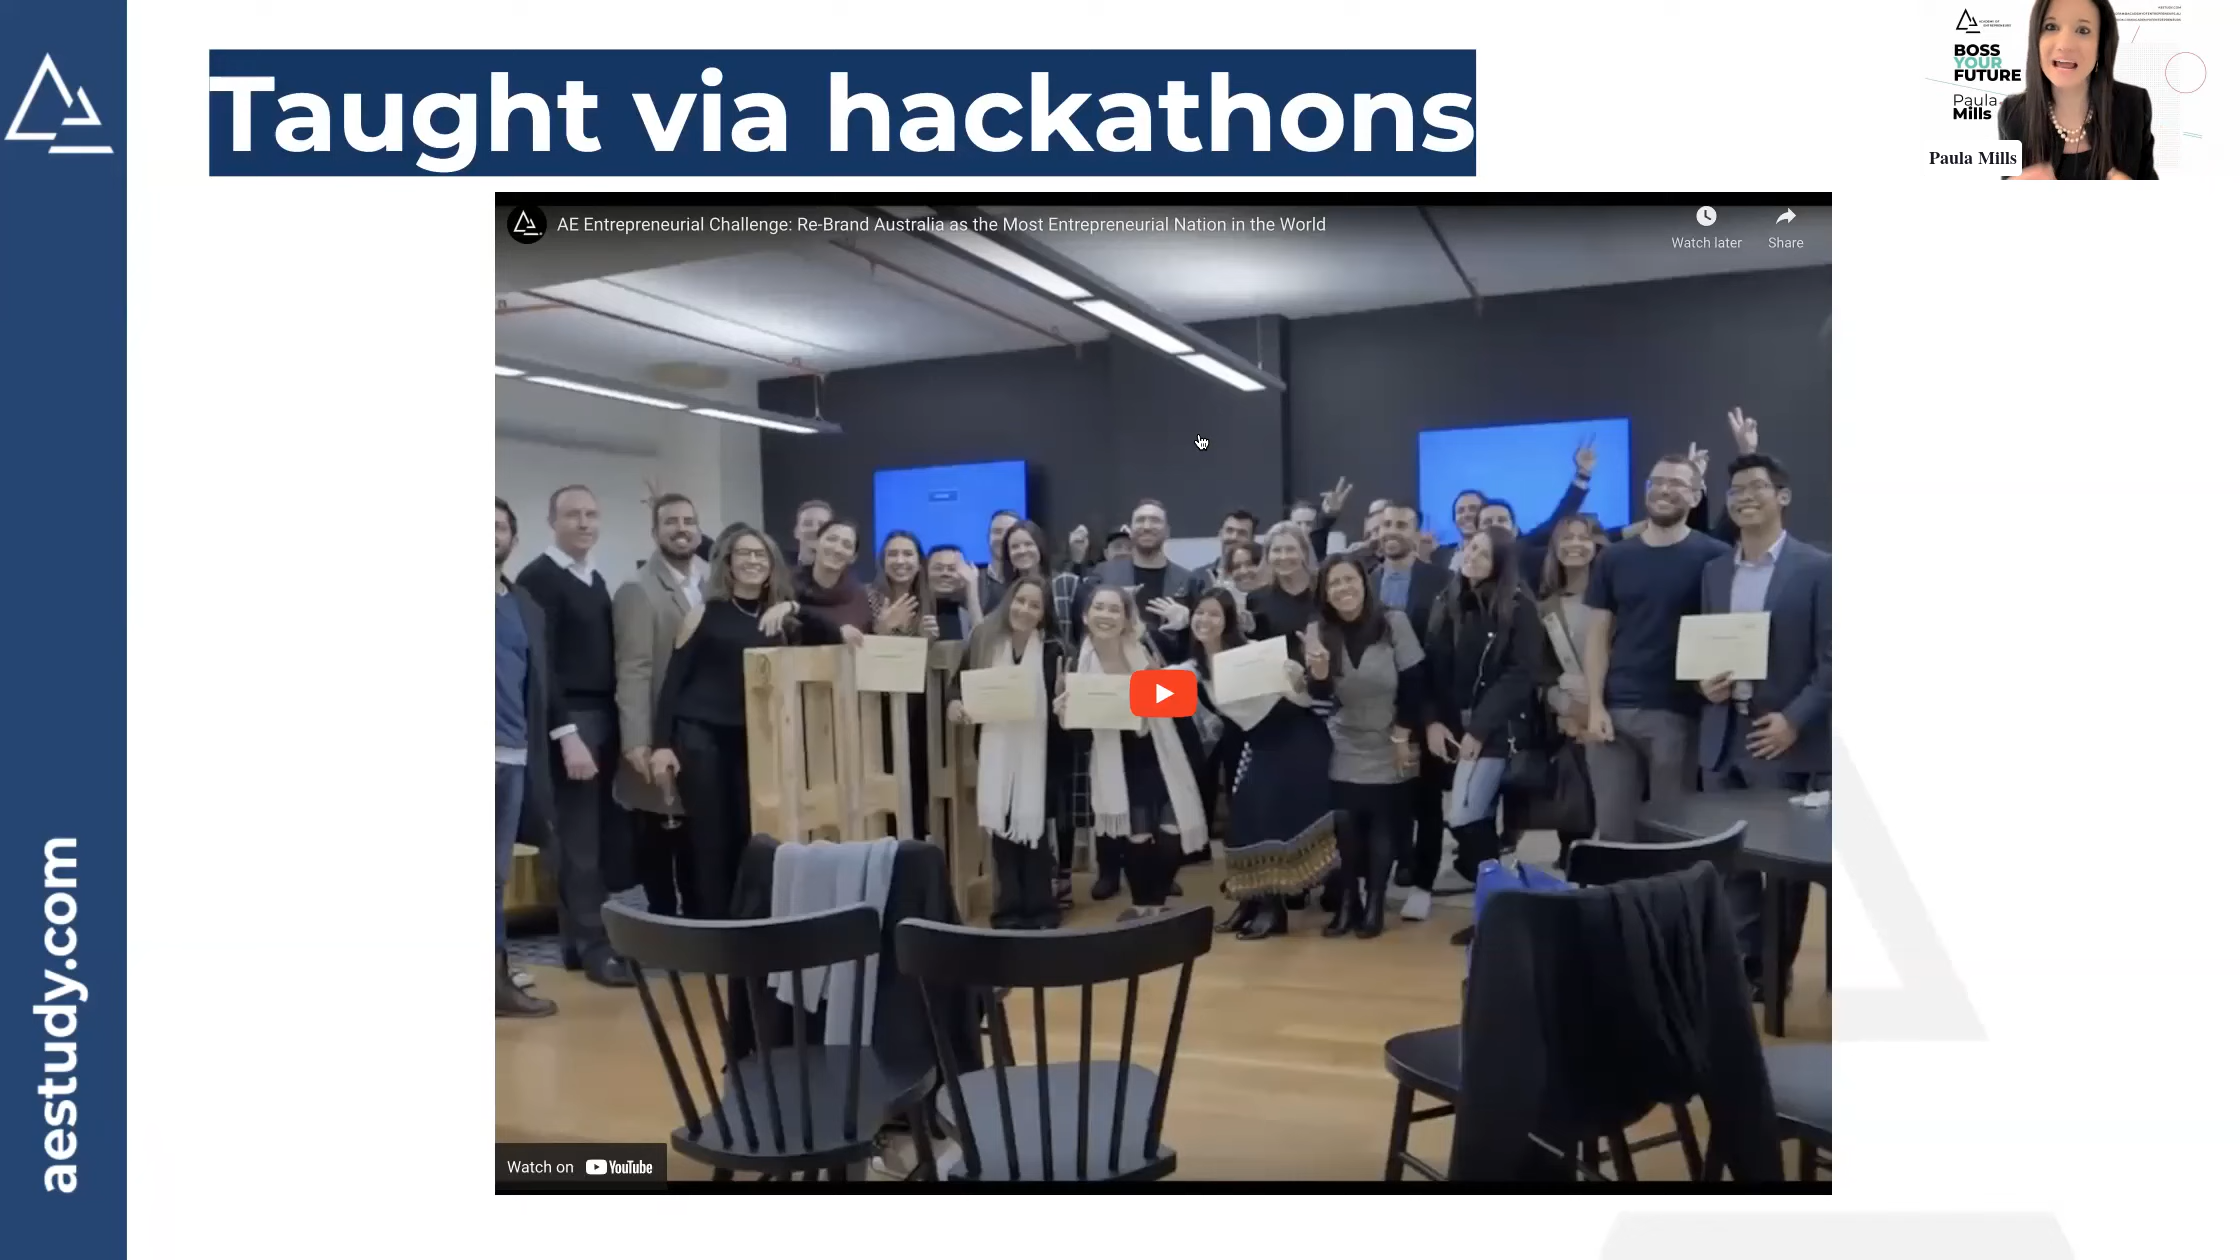 Taught via hackathons
BOSS
YOUR
FUTURE
Paula
Mills
Paula Mills
AE Entrepreneurial Challenge: Re-Brand Australia as the Most Entrepreneurial Nation in the World
Watch later
Share
Watch on YouTube
aestudy.com